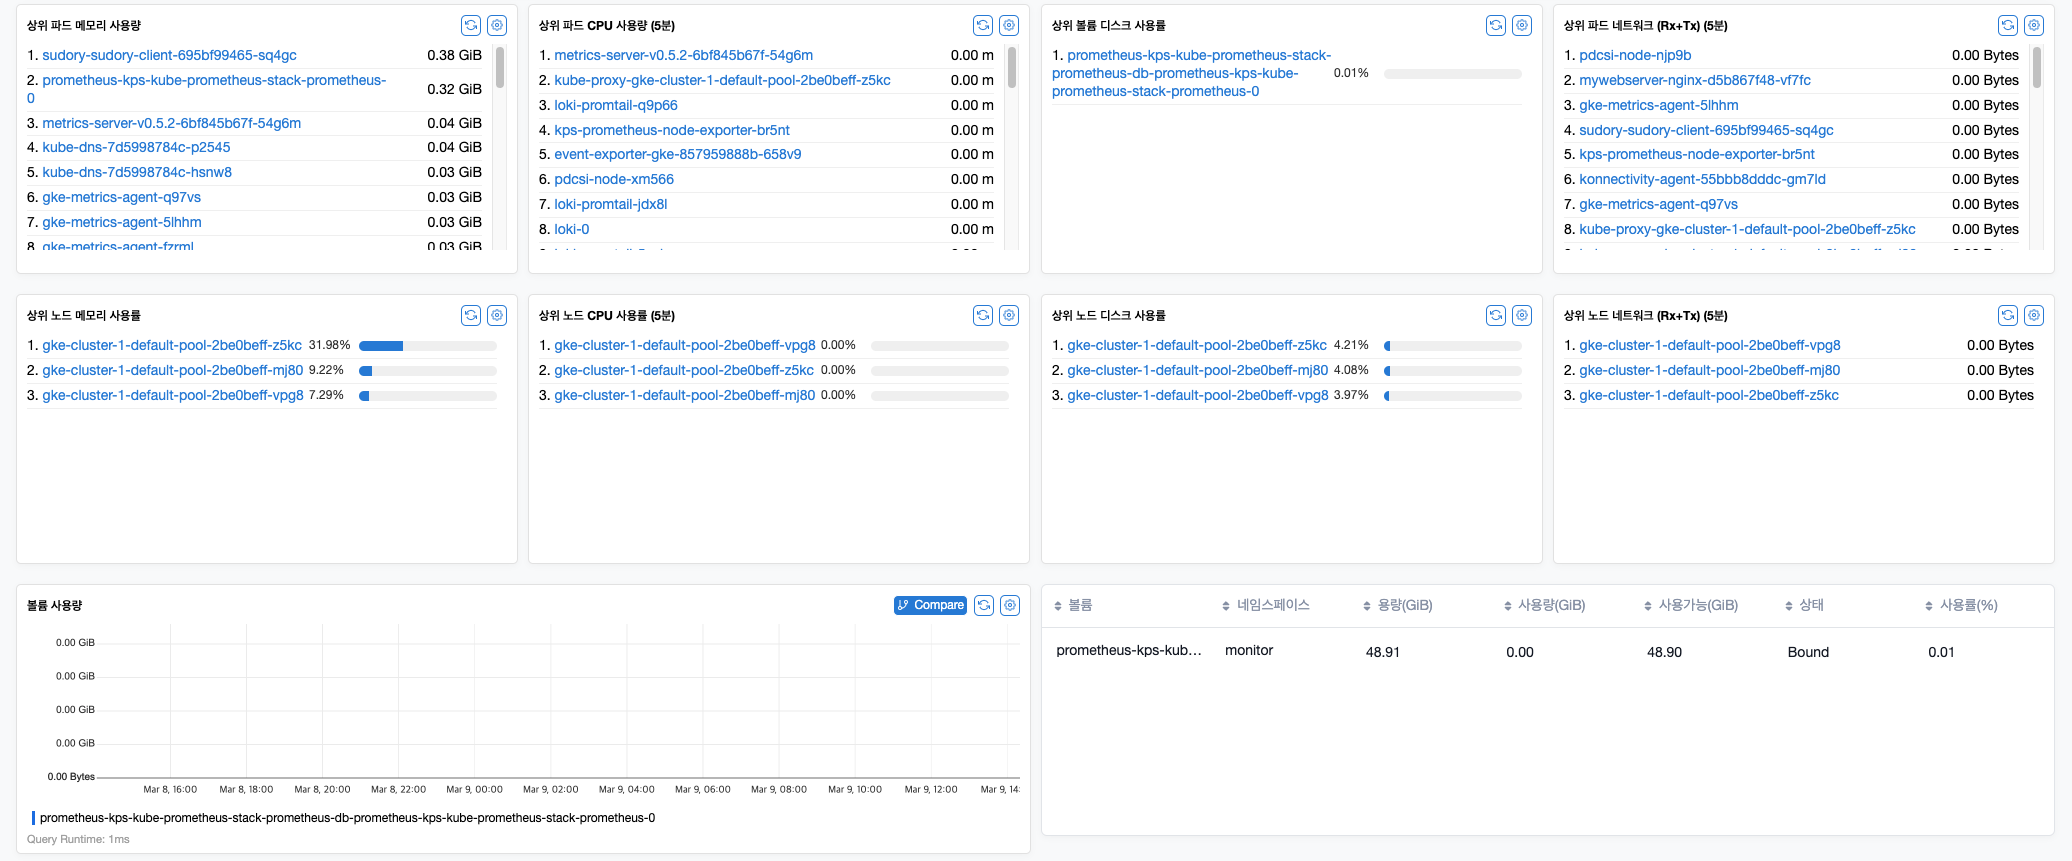 상위 파드 메모리 사용량
1. sudory-sudory-client-695bf99465-sq4gc 0.38 GiB
2. prometheus-kps-kube-prometheus-stack-prometheus-
0 0.32 GiB
3. metrics-server-v0.5.2-6bf845b67f-54g6m 0.04 GiB
4. kube-dns-7d5998784c-p2545 0.04 GiB
5. kube-dns-7d5998784c-hsnw8 0.03 GiB
6. gke-metrics-agent-q97vs 0.03 GiB
7. gke-metrics-agent-5lhhm 0.03 GiB
8. gke-metrics-agent-fzrml 0.03 GiB
상위 파드 CPU 사용량 (5분)
1. metrics-server-v0.5.2-6bf845b67f-54g6m 0.00 m
2. kube-proxy-gke-cluster-1-default-pool-2be0beff-z5kc 0.00 m
3. loki-promtail-q9p66 0.00 m
4. kps-prometheus-node-exporter-br5nt 0.00 m
5. event-exporter-gke-857959888b-658v9 0.00 m
6. pdcsi-node-xm566 0.00 m
7. loki-promtail-jdx8l 0.00 m
8. loki-0 0.00 m
상위 볼륨 디스크 사용률
1. prometheus-kps-kube-prometheus-stack-
prometheus-db-prometheus-kps-kube- 0.01%
prometheus-stack-prometheus-0
상위 파드 네트워크 (Rx+Tx) (5분)
1. pdcsi-node-njp9b 0.00 Bytes
2. mywebserver-nginx-d5b867f48-vf7fc 0.00 Bytes
3. gke-metrics-agent-5lhhm 0.00 Bytes
4. sudory-sudory-client-695bf99465-sq4gc 0.00 Bytes
5. kps-prometheus-node-exporter-br5nt 0.00 Bytes
6. konnectivity-agent-55bbb8dddc-gm7ld 0.00 Bytes
7. gke-metrics-agent-q97vs 0.00 Bytes
8. kube-proxy-gke-cluster-1-default-pool-2be0beff-z5kc 0.00 Bytes
상위 노드 메모리 사용률
1. gke-cluster-1-default-pool-2be0beff-z5kc 31.98%
2. gke-cluster-1-default-pool-2be0beff-mj80 9.22%
3. gke-cluster-1-default-pool-2be0beff-vpg8 7.29%
상위 노드 CPU 사용률 (5분)
1. gke-cluster-1-default-pool-2be0beff-vpg8 0.00%
2. gke-cluster-1-default-pool-2be0beff-z5kc 0.00%
3. gke-cluster-1-default-pool-2be0beff-mj80 0.00%
상위 노드 디스크 사용률
1. gke-cluster-1-default-pool-2be0beff-z5kc 4.21%
2. gke-cluster-1-default-pool-2be0beff-mj80 4.08%
3. gke-cluster-1-default-pool-2be0beff-vpg8 3.97%
상위 노드 네트워크 (Rx+Tx) (5분)
1. gke-cluster-1-default-pool-2be0beff-vpg8 0.00 Bytes
2. gke-cluster-1-default-pool-2be0beff-mj80 0.00 Bytes
3. gke-cluster-1-default-pool-2be0beff-z5kc 0.00 Bytes
볼륨 사용량 Compare
0.00 GiB
0.00 GiB
0.00 GiB
0.00 GiB
0.00 Bytes
Mar 8, 16:00 Mar 8, 18:00 Mar 8, 20:00 Mar 8, 22:00 Mar 9, 00:00 Mar 9, 02:00 Mar 9, 04:00 Mar 9, 06:00 Mar 9, 08:00 Mar 9, 10:00 Mar 9, 12:00 Mar 9, 14:
prometheus-kps-kube-prometheus-stack-prometheus-db-prometheus-kps-kube-prometheus-stack-prometheus-0
Query Runtime: 1ms
볼륨 네임스페이스 용량(GiB) 사용량(GiB) 사용가능(GiB) 상태 사용률(%)
prometheus-kps-kub... monitor 48.91 0.00 48.90 Bound 0.01